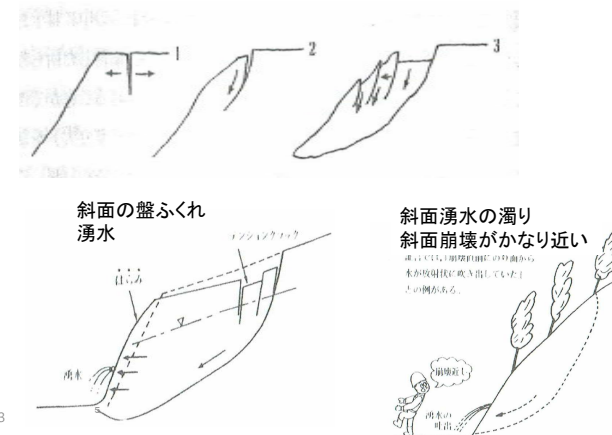 1
2
3
斜面の盤ふくれ
湧水
テンションクラック
はらみ
湧水
斜面湧水の濁り
斜面崩壊がかなり近い
水が放射状に吹き出していた」
との例がある。
崩壊近し
湧水の
吐出
3